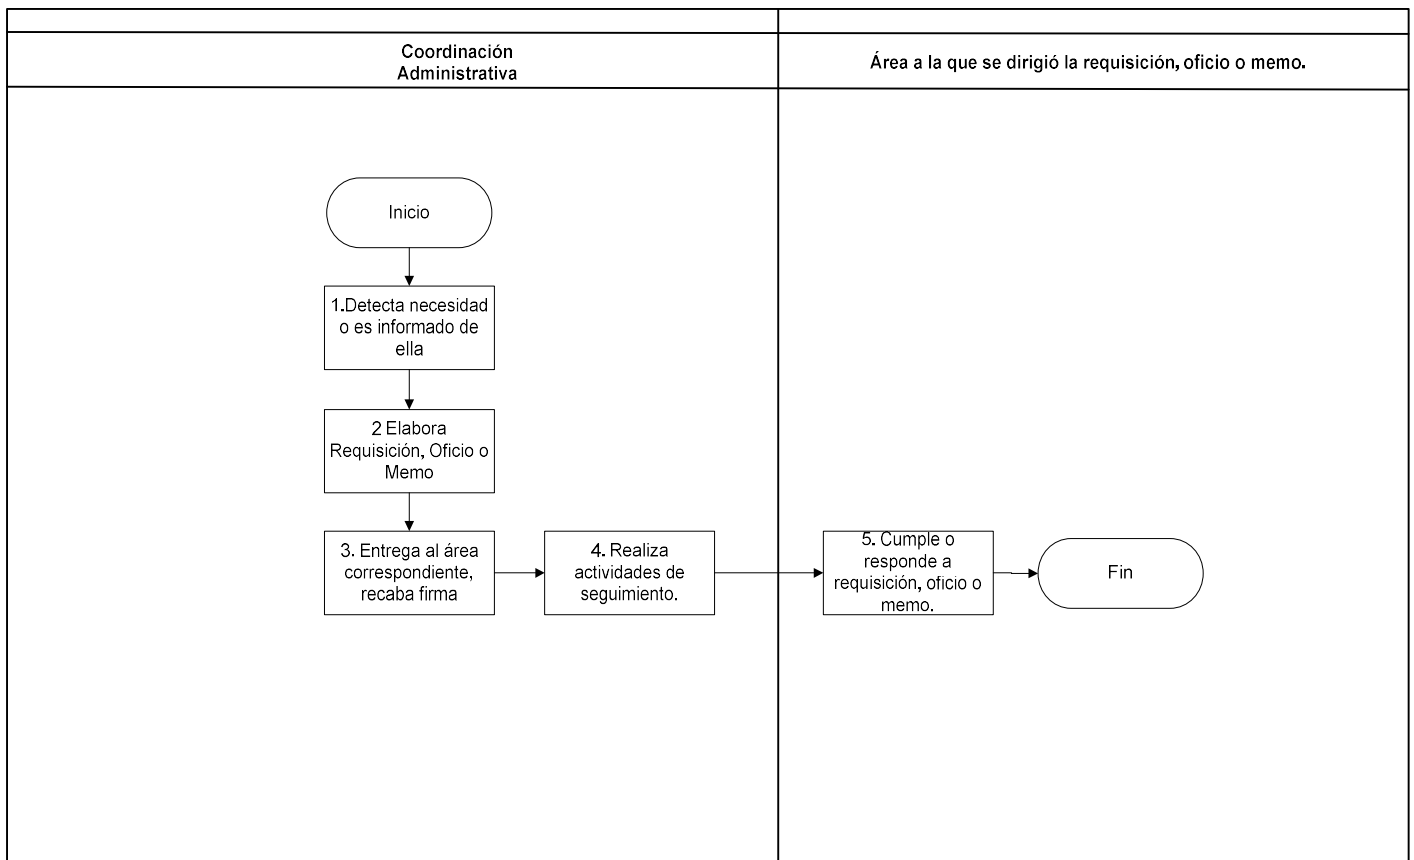 Coordinación
Administrativa
Área a la que se dirigió la requisición, oficio o memo.
Inicio
1.Detecta necesidad
o es informado de
ella
2 Elabora
Requisición, Oficio o
Memo
3. Entrega al área
correspondiente,
recaba firma
4. Realiza
actividades de
seguimiento.
5. Cumple o
responde a
requisición, oficio o
memo.
Fin